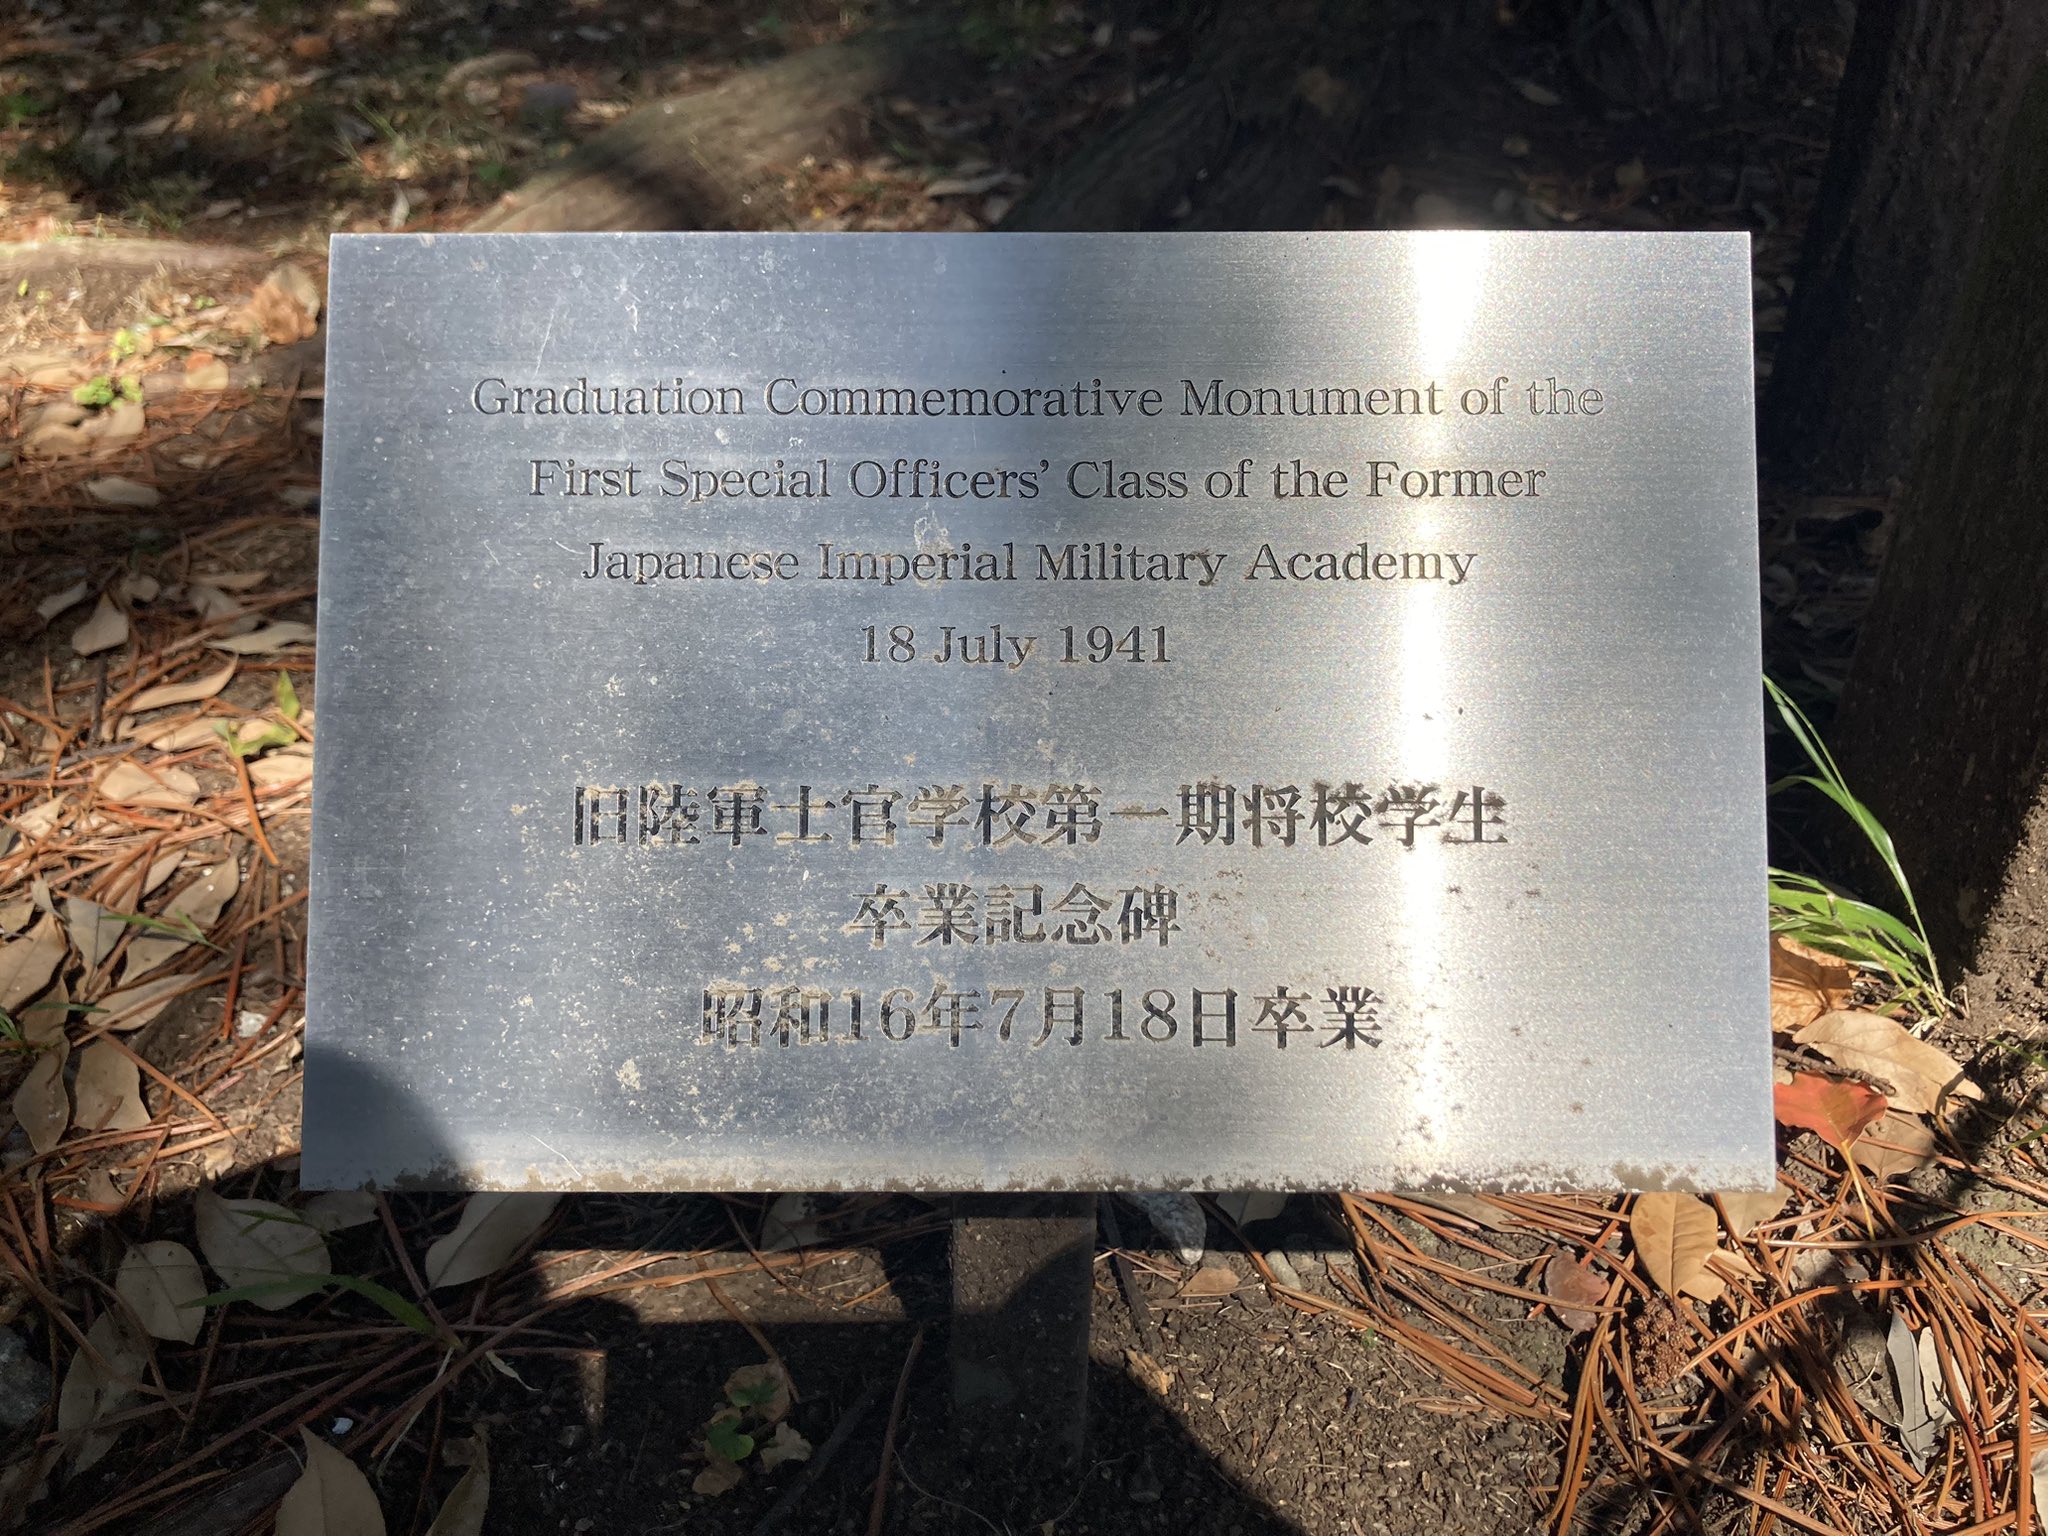 Graduation Commemorative Monument of the
First Special Officers' Class of the Former
Japanese Imperial Military Academy
18 July 1941
旧陸軍士官学校第一期将校学生
卒業記念碑
昭和16年7月18日卒業